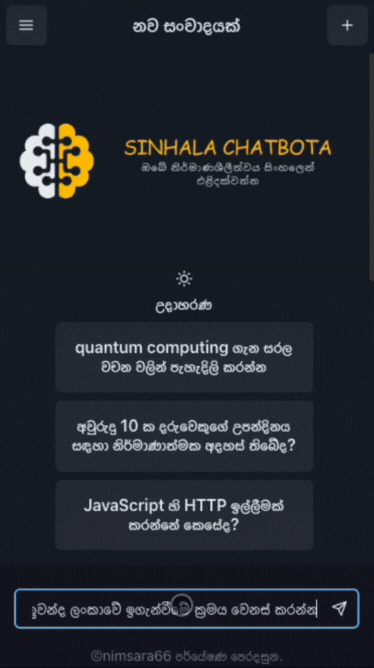 නව සංවාදයක්
SINHALA CHATBOTA
ඔබේ නිර්මාණශීලීත්වය සිංහලෙන්
එළිදක්වන්න
උදාහරණ
quantum computing ගැන සරල
වචන වලින් පැහැදිලි කරන්න
අවුරුදු 10 ක දරුවෙකුගේ උපන්දිනය
සඳහා නිර්මාණාත්මක අදහස් තිබේද?
JavaScript හි HTTP ඉල්ලීමක්
කරන්නේ කෙසේද?
ලංකාවේ ඉගැන්වීමේ ක්‍රමය වෙනස් කරන්න
©nimsara66 පර්යේෂණ පෙරදසුන.